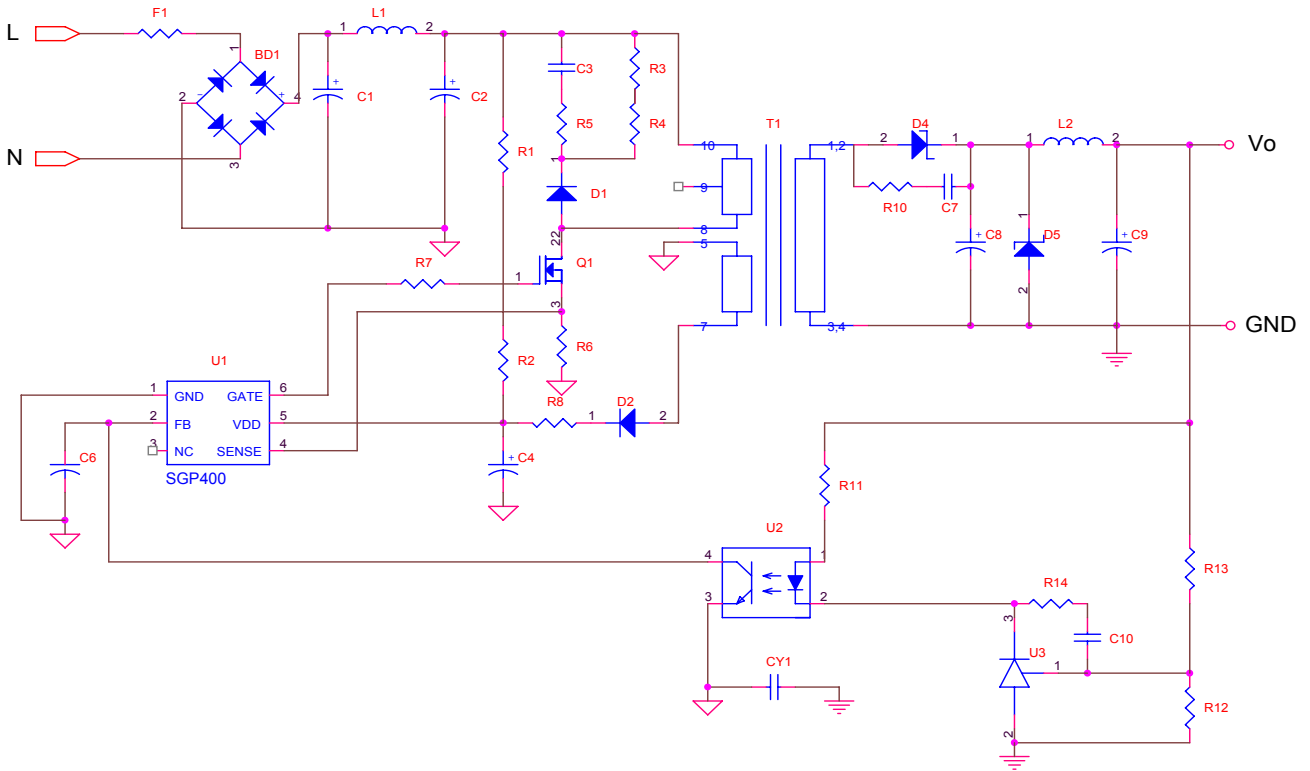 L
F1
BD1
1
2
-
+
4
3
N
1
L1
2
+
C1
+
C2
C3
R3
R5
R4
R1
1
D1
22
Q1
1
3
R7
R6
R2
T1
10
9
8
5
7
1,2
3,4
2
D4
1
L2
2
Vo
R10
C7
+ C8
1
D5
2
+ C9
GND
U1
1
GND
GATE
6
2
FB
VDD
5
3
NC
SENSE
4
SGP400
C6
R8
1
D2
2
+ C4
R11
U2
4
1
3
2
R13
R14
C10
3
U3
1
2
R12
CY1